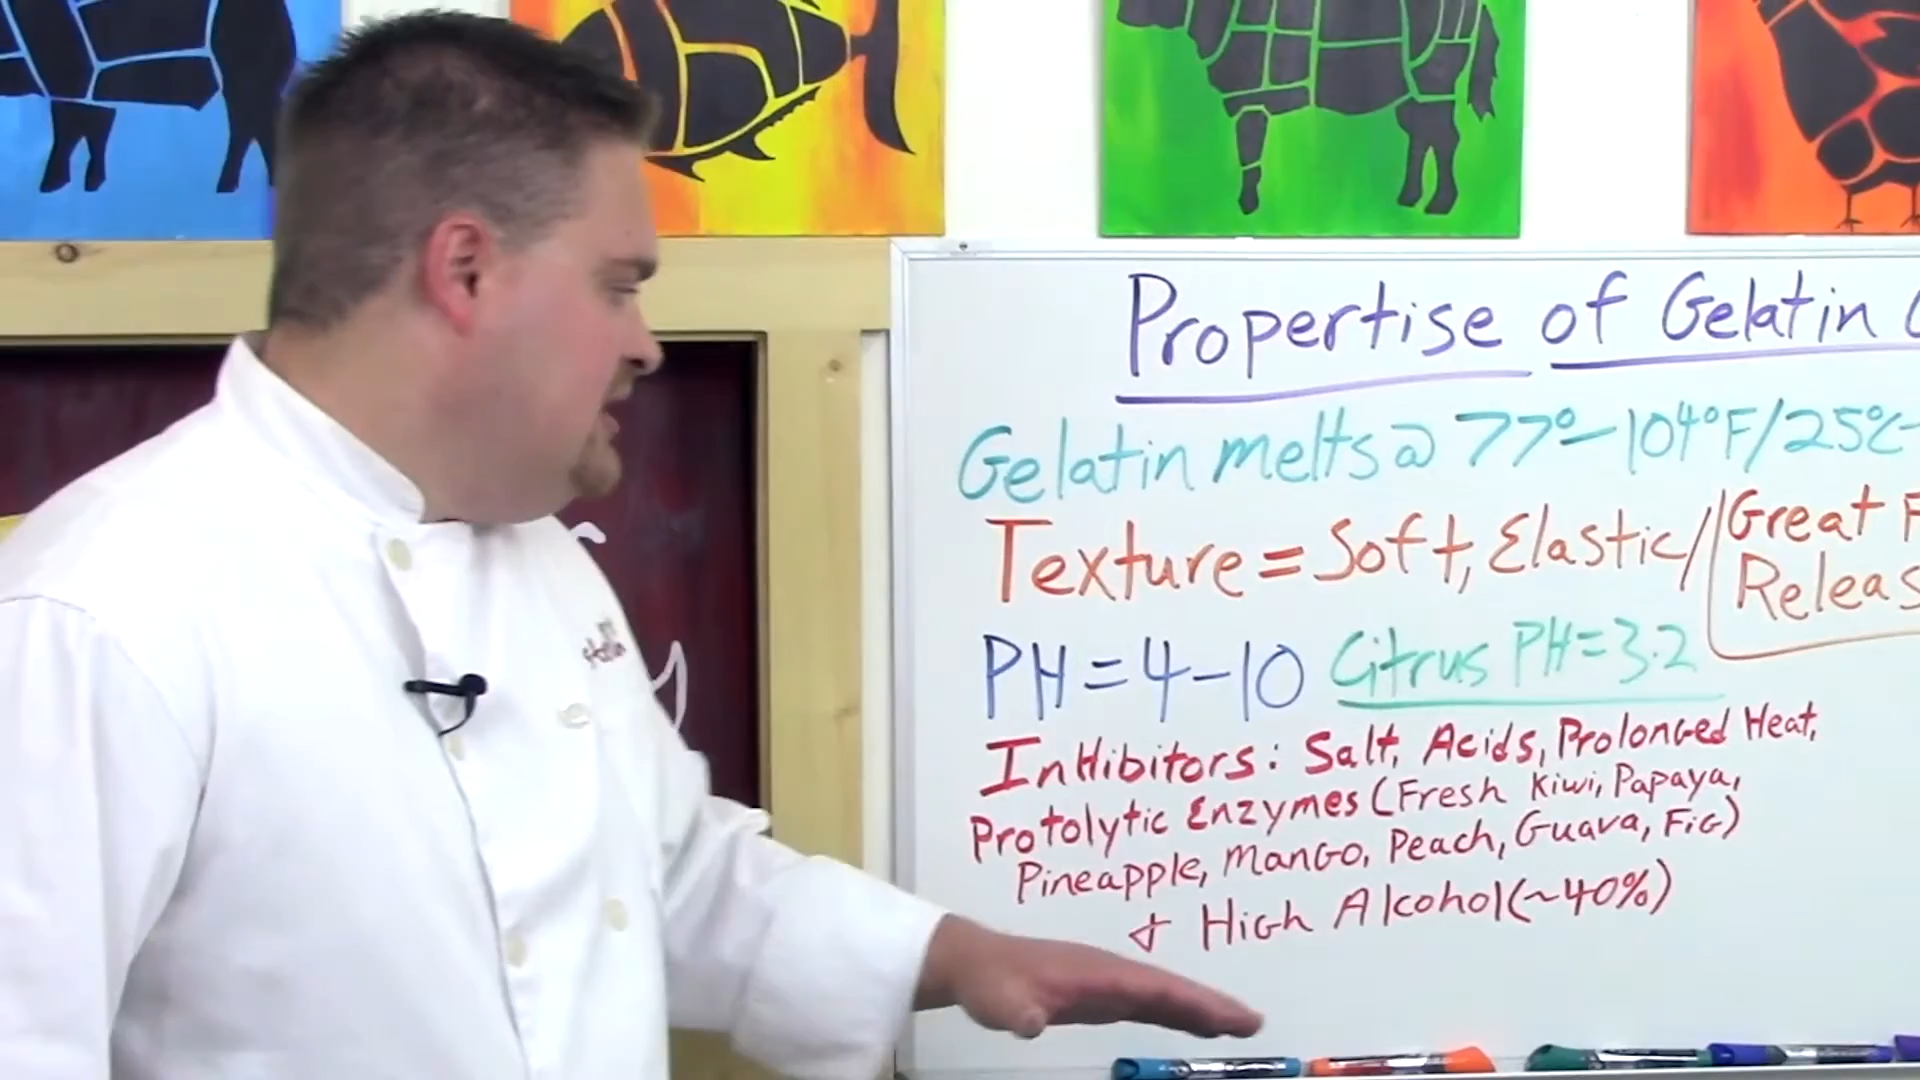 Propertise of Gelatin
Gelatin melts @ 77°-104°F/25°C-
Texture = Soft, Elastic/
Great F
Releas
PH = 4-10
Citrus PH=3.2
InHibitors: Salt, Acids, Prolonged Heat,
Protolytic Enzymes (Fresh Kiwi, Papaya,
Pineapple, Mango, Peach, Guava, Fig)
+ High Alcohol (~40%)